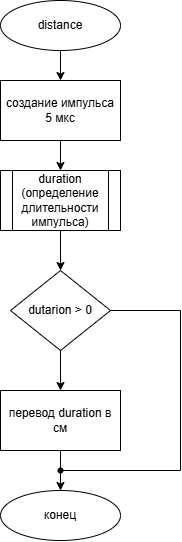 distance
создание импульса
5 мкс
duration
(определение
длительности
импульса)
dutarion > 0
перевод duration в
см
конец